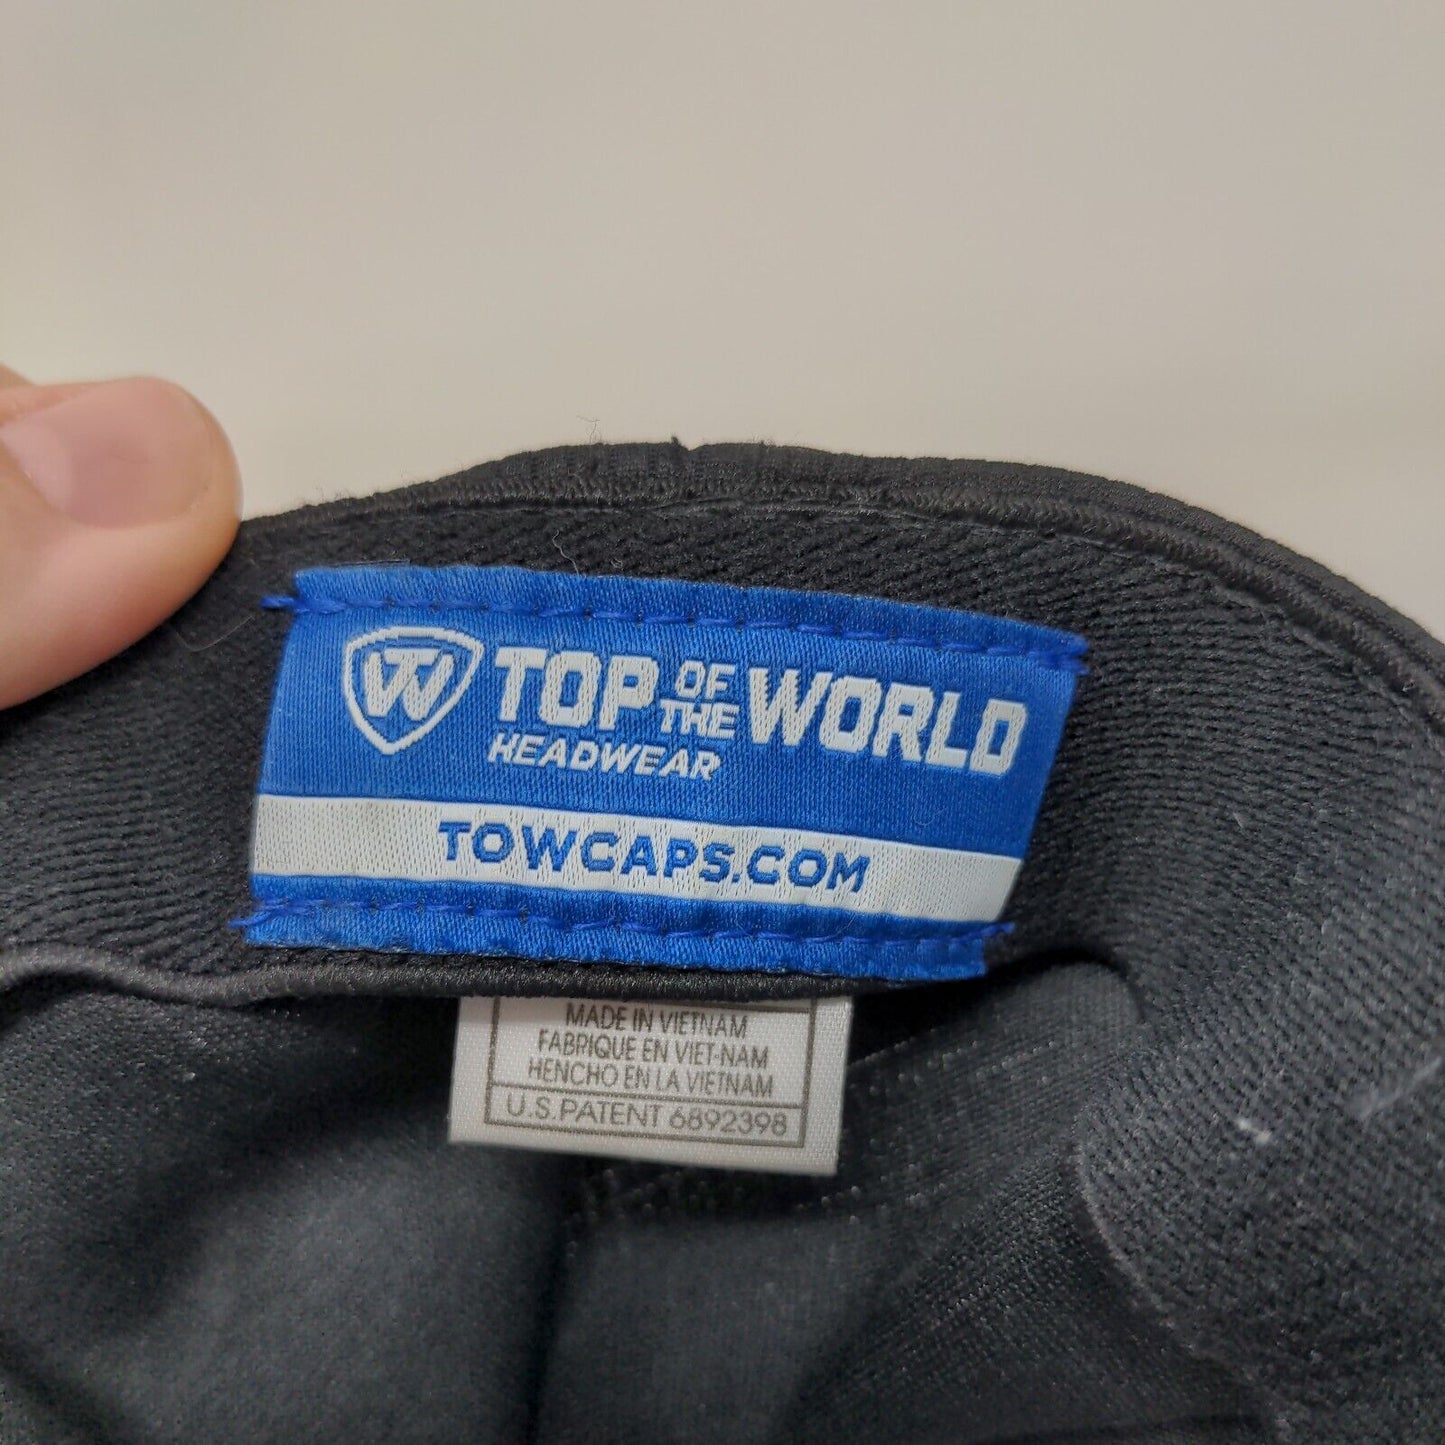 TW TOP OF THE WORLD
HEADWEAR
TOWCAPS.COM
MADE IN VIETNAM
FABRIQUE EN VIET-NAM
HENCHO EN LA VIETNAM
U.S. PATENT 6892398